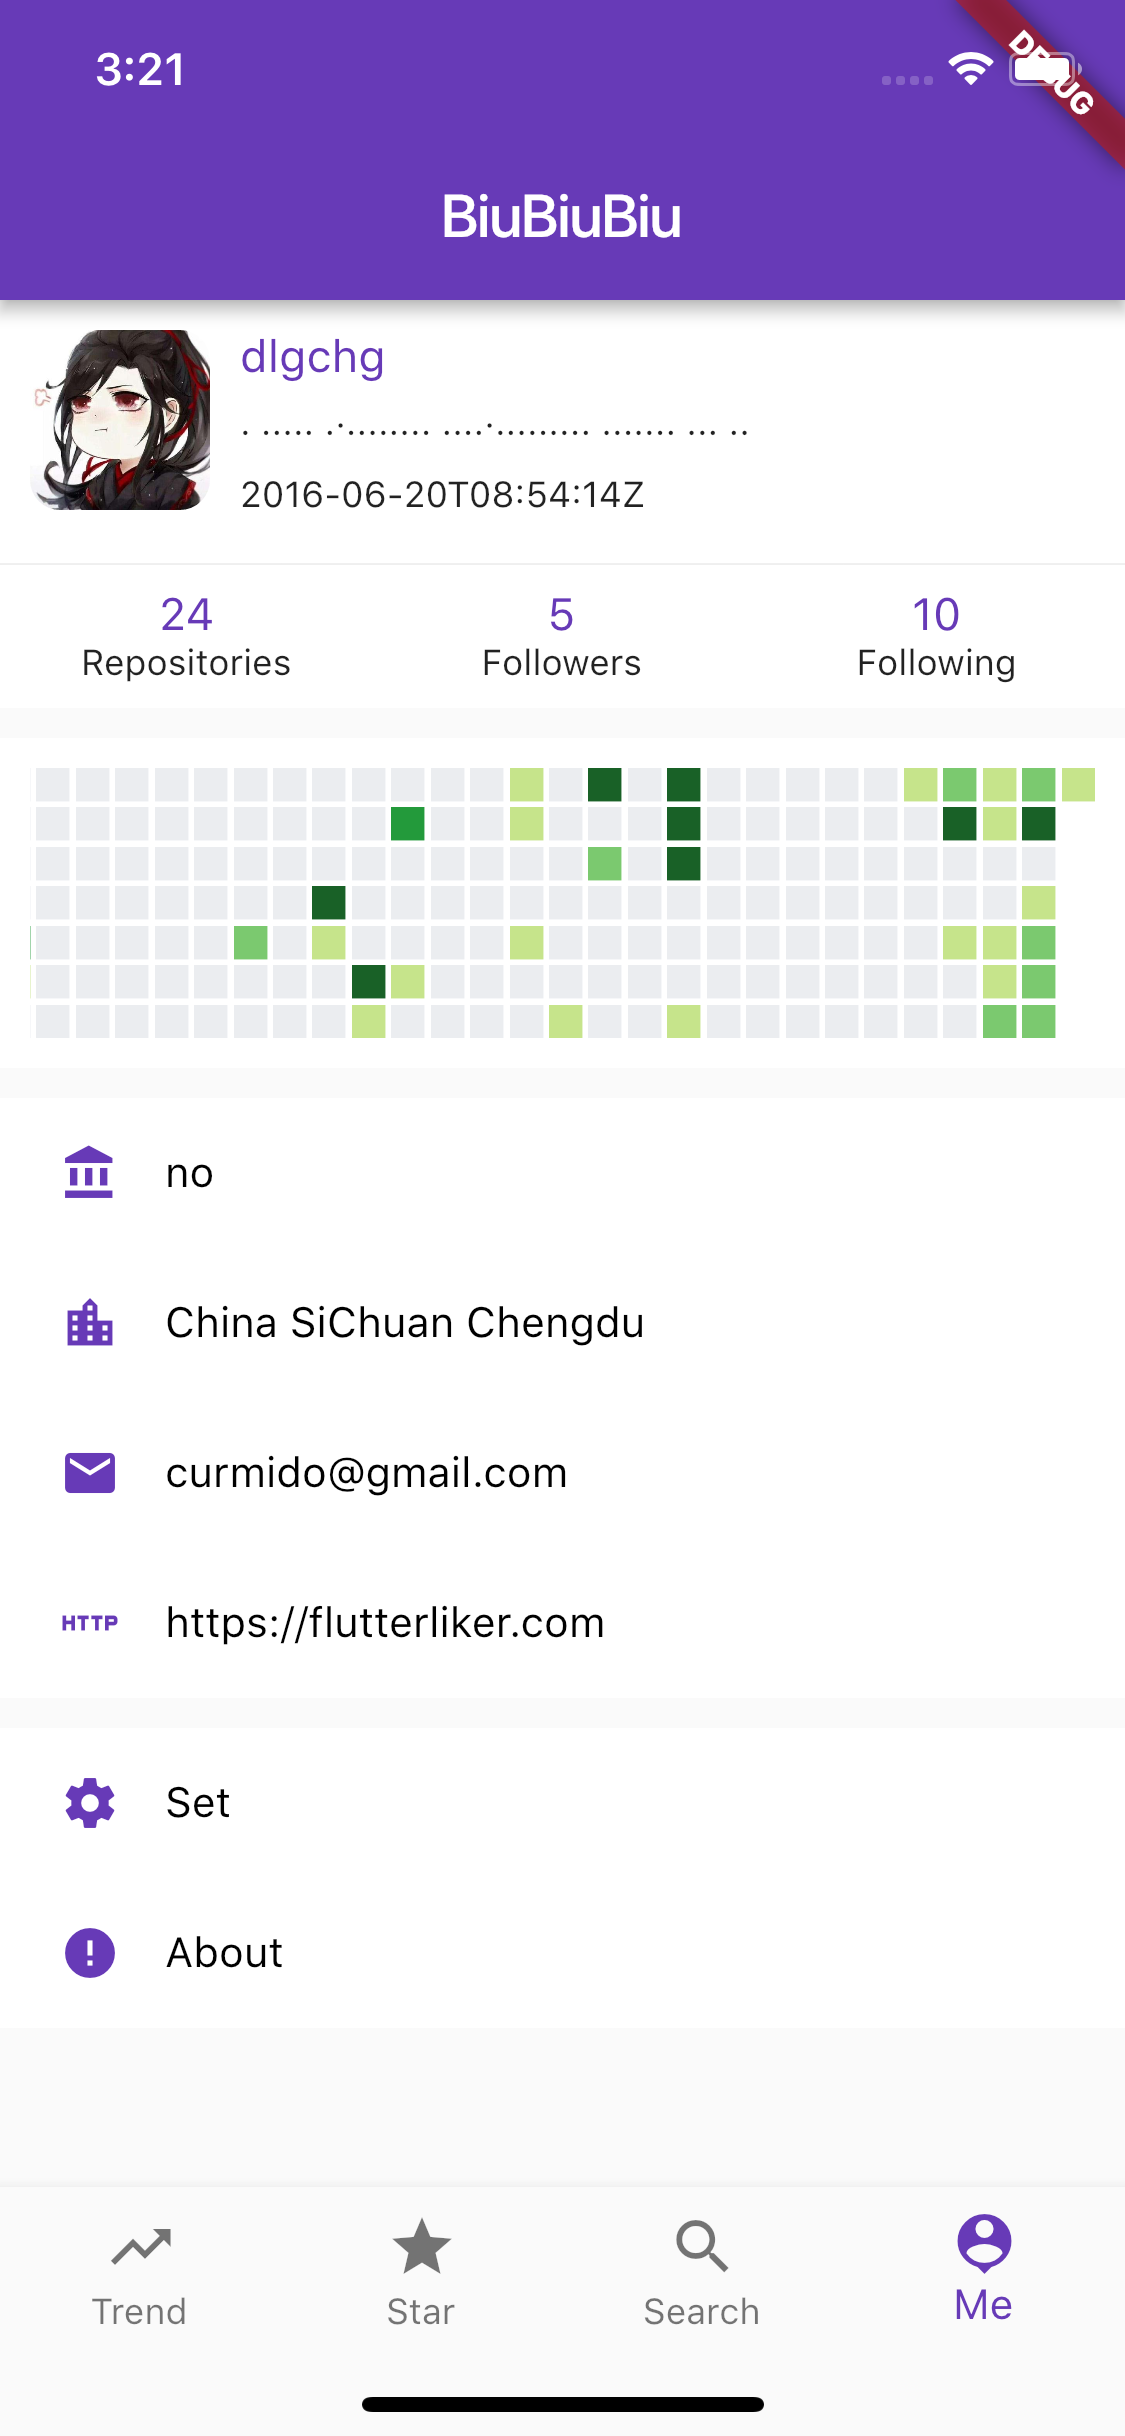 3:21
DEBUG
BiuBiuBiu
dlgchg
. ..... .·........ ....·......... ....... ... ..
2016-06-20T08:54:14Z
24 5 10
Repositories Followers Following
no
China SiChuan Chengdu
curmido@gmail.com
HTTP https://flutterliker.com
Set
About
Trend Star Search Me